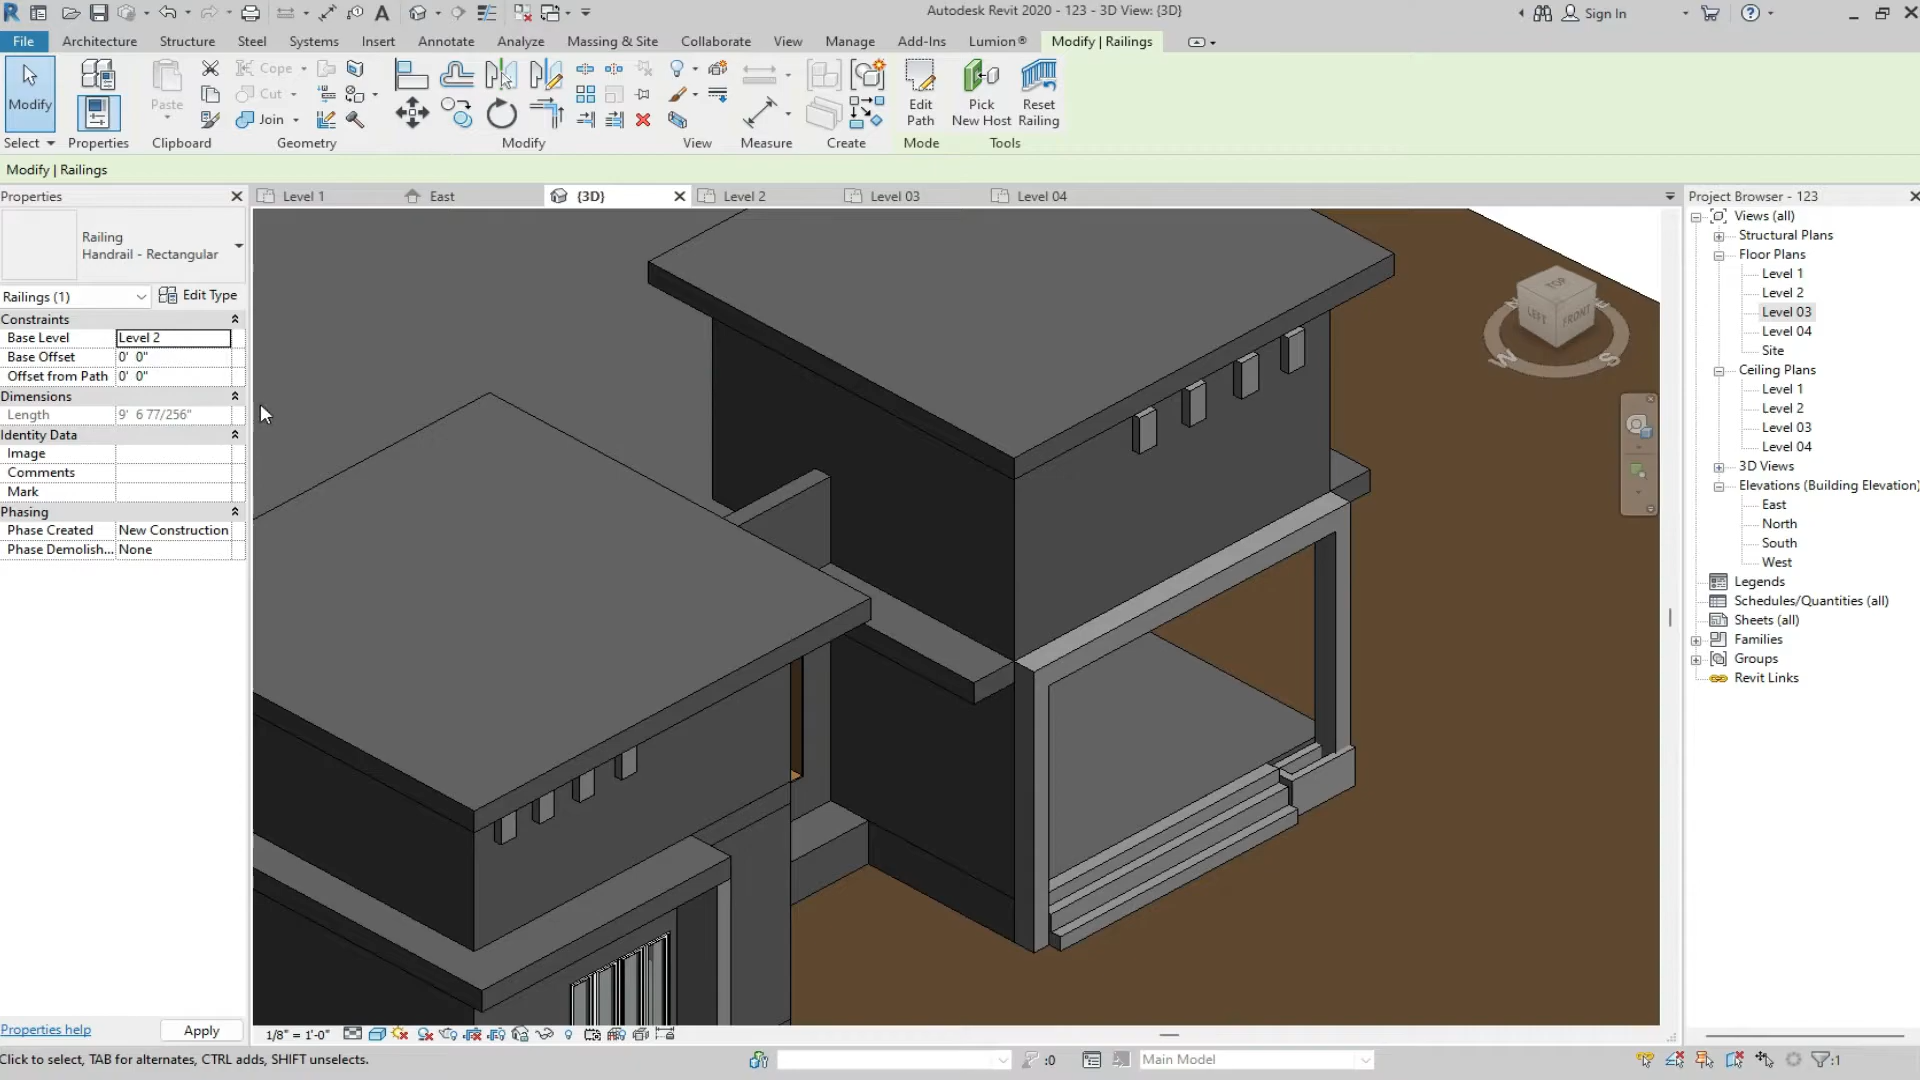 Autodesk Revit 2020 - 123 - 3D View: {3D}
Sign In
File Architecture Structure Steel Systems Insert Annotate Analyze Massing & Site Collaborate View Manage Add-Ins Lumion® Modify | Railings
Modify
Paste
Cope
Cut
Join
Edit Path
Pick New Host
Reset Railing
Select Properties Clipboard Geometry Modify View Measure Create Mode Tools
Modify | Railings
Properties
Level 1 East {3D} Level 2 Level 03 Level 04
Project Browser - 123
Railing
Handrail - Rectangular
Railings (1) Edit Type
Constraints
Base Level Level 2
Base Offset 0' 0"
Offset from Path 0' 0"
Dimensions
Length 9' 6 77/256"
Identity Data
Image
Comments
Mark
Phasing
Phase Created New Construction
Phase Demolish... None
Properties help Apply
TOP
LEFT FRONT
W S
Views (all)
Structural Plans
Floor Plans
Level 1
Level 2
Level 03
Level 04
Site
Ceiling Plans
Level 1
Level 2
Level 03
Level 04
3D Views
Elevations (Building Elevation)
East
North
South
West
Legends
Schedules/Quantities (all)
Sheets (all)
Families
Groups
Revit Links
1/8" = 1'-0"
Click to select, TAB for alternates, CTRL adds, SHIFT unselects.
:0
Main Model
:1